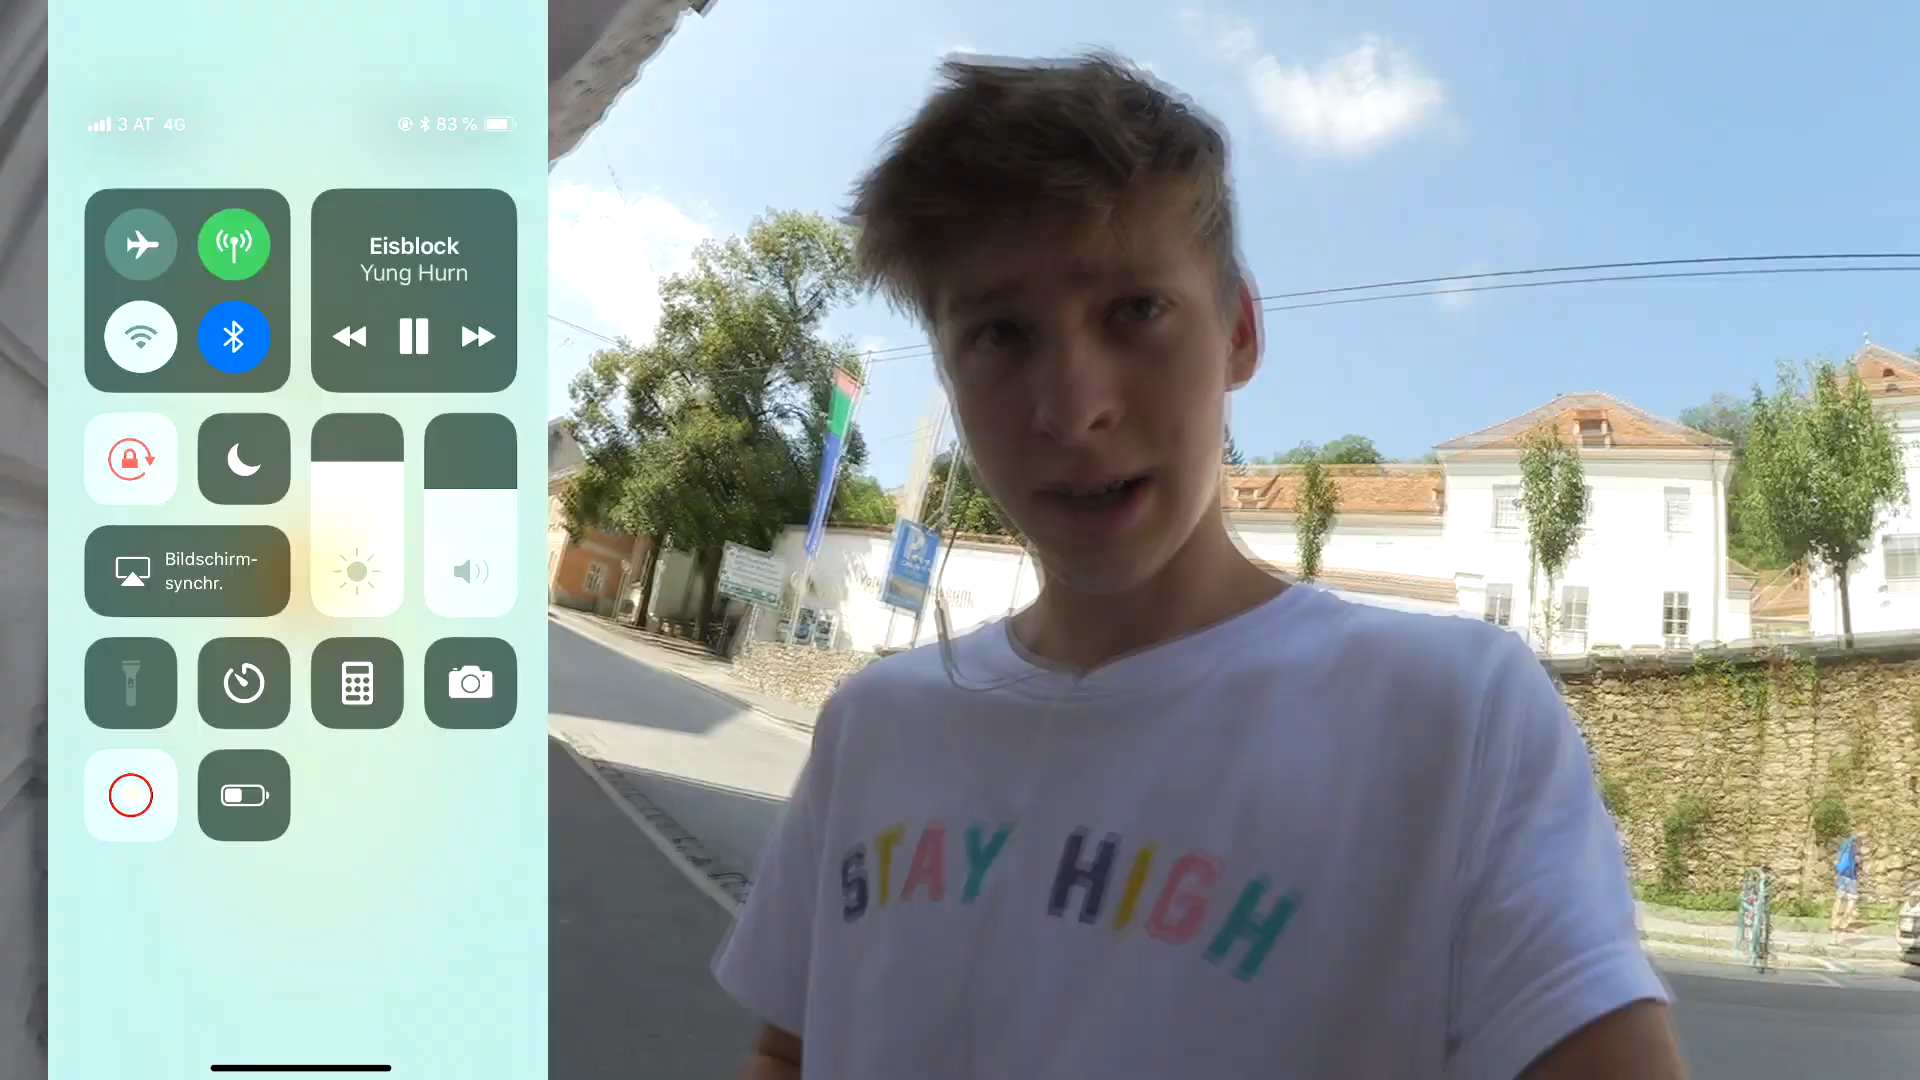 3 AT 4G
83 %
Eisblock
Yung Hurn
Bildschirm-
synchr.
P
STAY HIGH